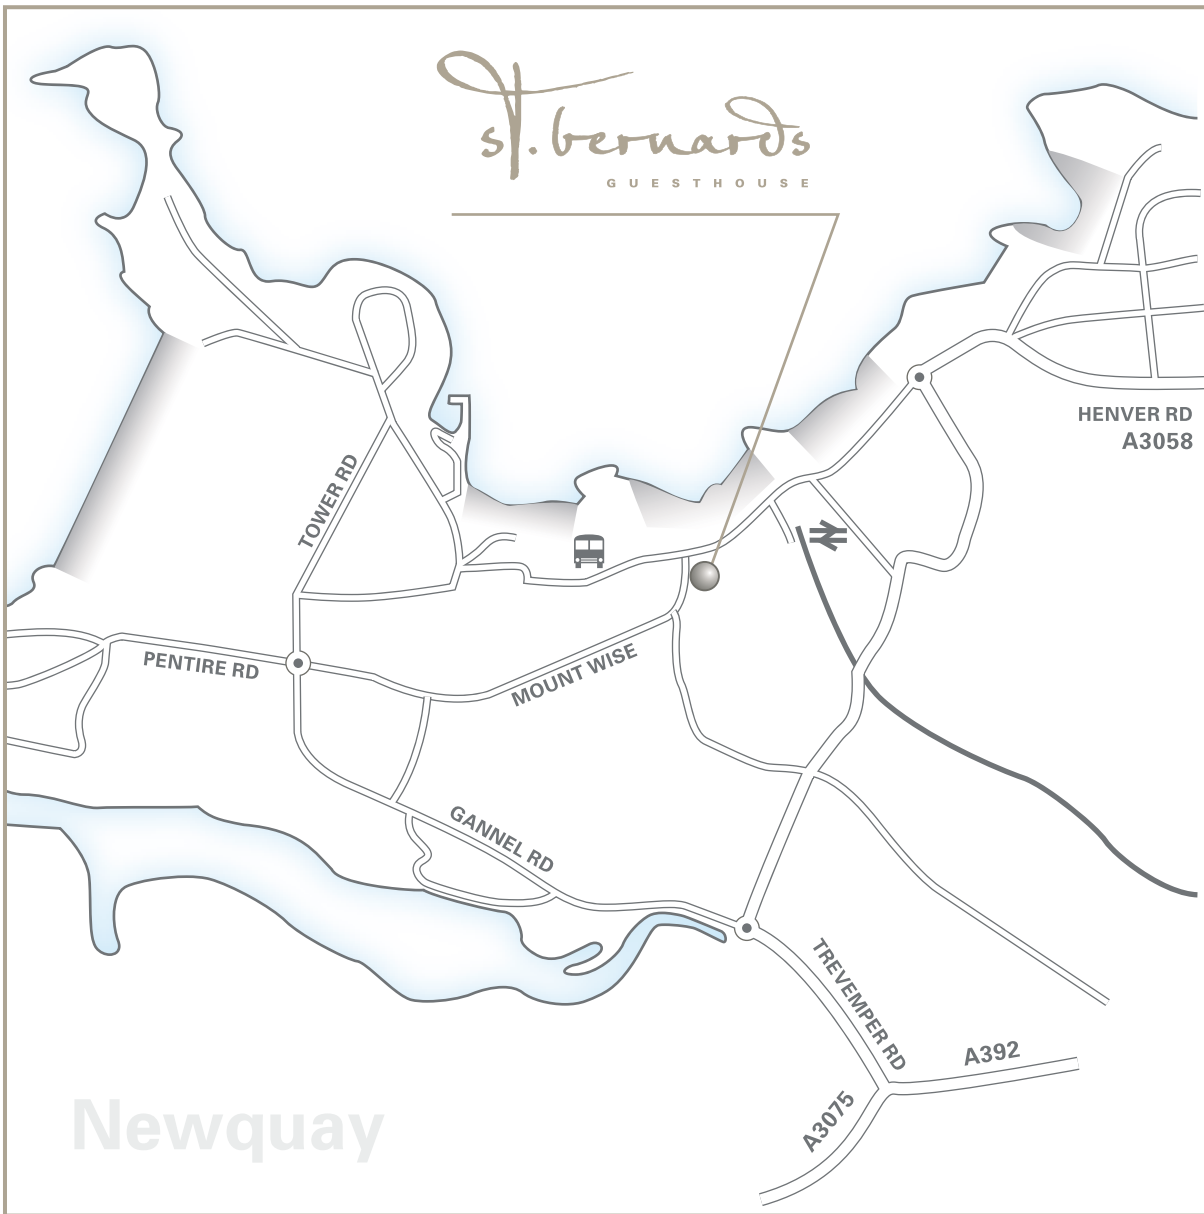 st. bernards
GUESTHOUSE
HENVER RD
A3058
TOWER RD
PENTIRE RD
MOUNT WISE
GANNEL RD
TREVEMPER RD
A392
A3075
Newquay